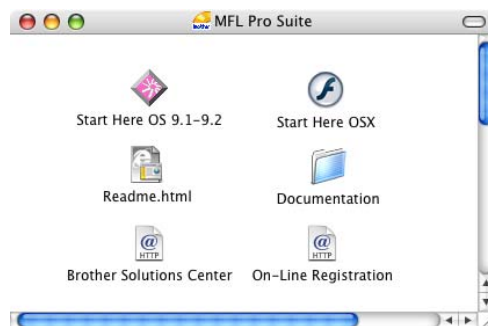 MFL Pro Suite
Start Here OS 9.1-9.2
Start Here OSX
Readme.html
Documentation
HTTP
HTTP
Brother Solutions Center
On-Line Registration